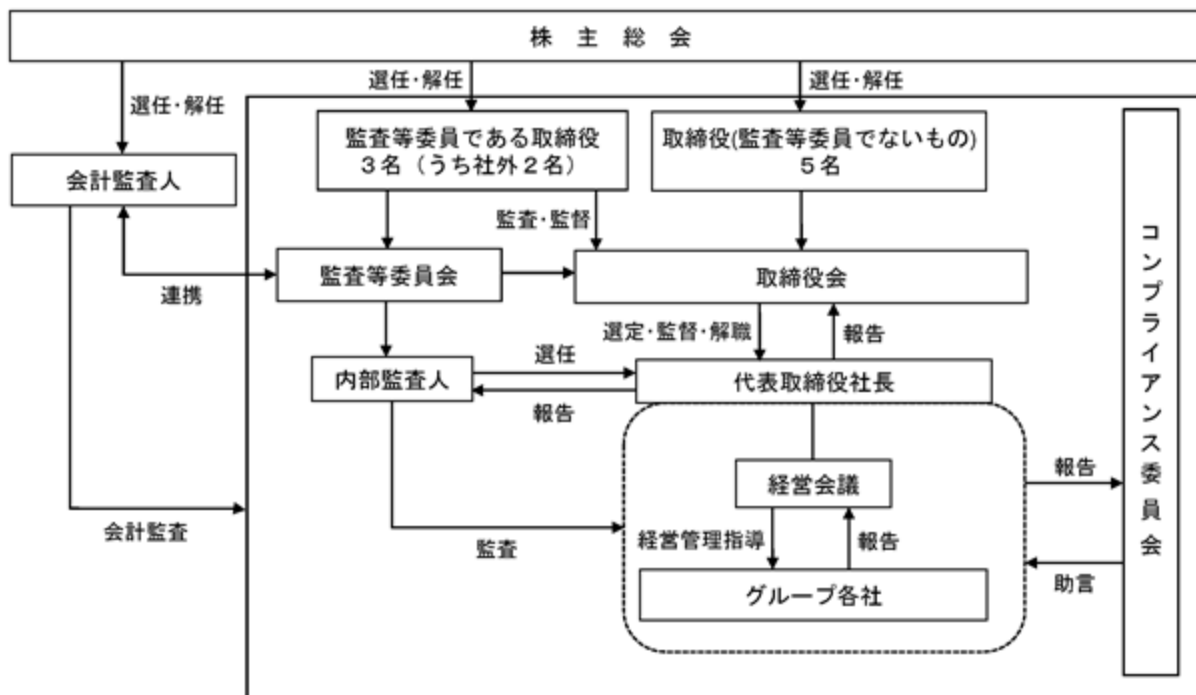 株主総会
選任・解任
選任・解任
選任・解任
監査等委員である取締役
3名（うち社外2名）
取締役(監査等委員でないもの)
5名
会計監査人
監査・監督
監査等委員会
取締役会
連携
選定・監督・解職
報告
内部監査人
選任
報告
代表取締役社長
経営会議
経営管理指導
報告
グループ各社
会計監査
監査
報告
助言
コンプライアンス委員会